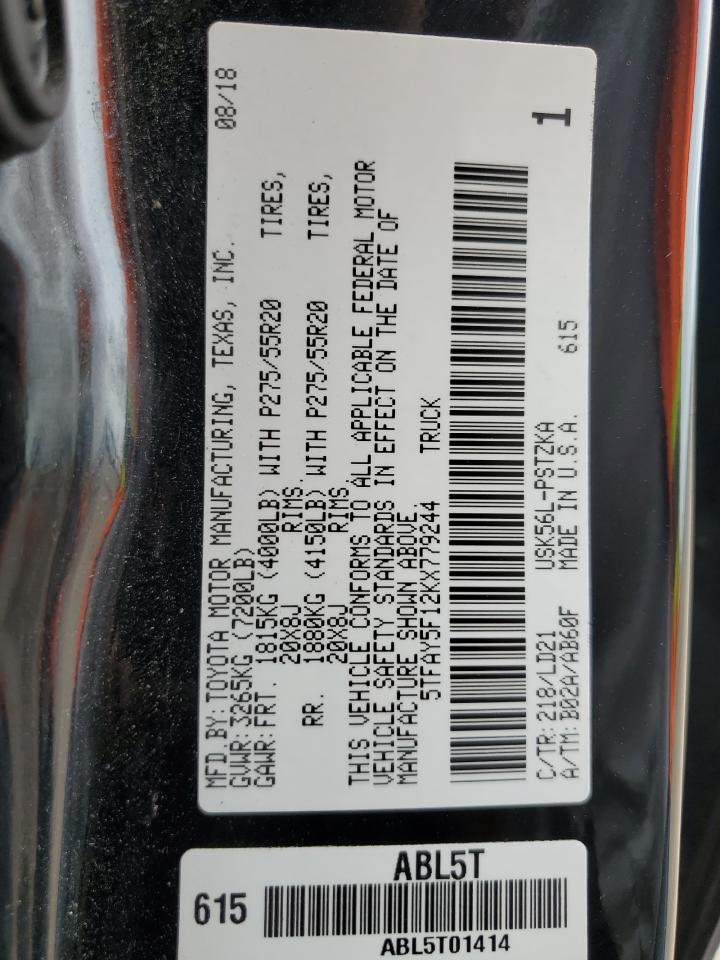 MFD.BY:TOYOTA MOTOR MANUFACTURING, TEXAS, INC. 08/18
GVWR:3265KG (7200LB)
GAWR:FRT. 1815KG (4000LB) WITH P275/55R20 TIRES,
20X8J RIMS.
RR. 1880KG (4150LB) WITH P275/55R20 TIRES,
20X8J RIMS.
THIS VEHICLE CONFORMS TO ALL APPLICABLE FEDERAL MOTOR
VEHICLE SAFETY STANDARDS IN EFFECT ON THE DATE OF
MANUFACTURE SHOWN ABOVE.
5TFAY5F12KX779244 TRUCK
1
C/TR:218/LD21 USK56L-PSTZKA 615
A/TM:B02A/AB60F MADE IN U.S.A.
ABL5T
615
ABL5T01414